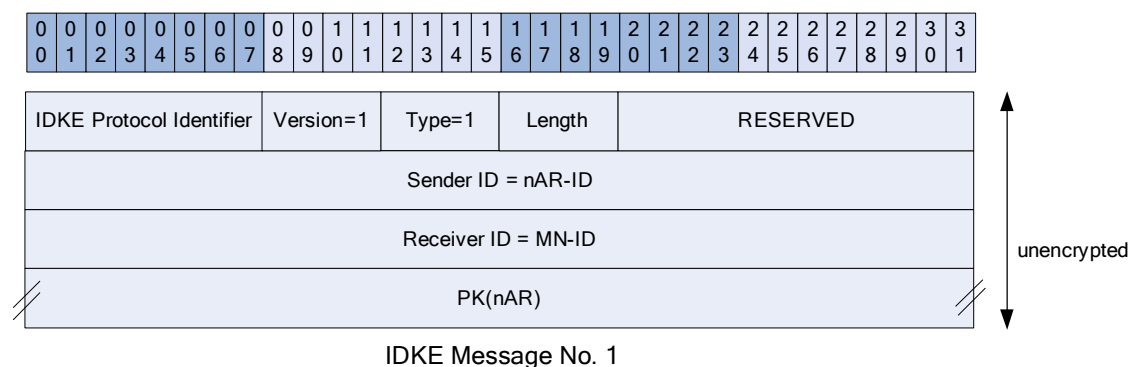 0 0 0 0 0 0 0 0 0 0 1 1 1 1 1 1 1 1 1 1 2 2 2 2 2 2 2 2 2 2 3 3
0 1 2 3 4 5 6 7 8 9 0 1 2 3 4 5 6 7 8 9 0 1 2 3 4 5 6 7 8 9 0 1
IDKE Protocol Identifier Version=1 Type=1 Length RESERVED
Sender ID = nAR-ID
Receiver ID = MN-ID
unencrypted
PK(nAR)
IDKE Message No. 1